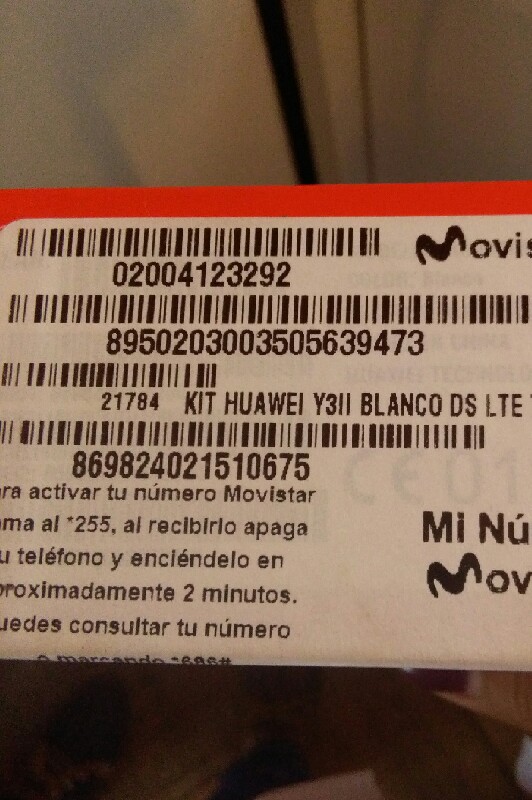 02004123292
8950203003505639473
21784 KIT HUAWEI Y3II BLANCO DS LTE
869824021510675
activar tu número Movistar
al *255, al recibirlo apaga
teléfono y enciéndelo en
2 minutos.
consultar tu número
o marcando
Mi